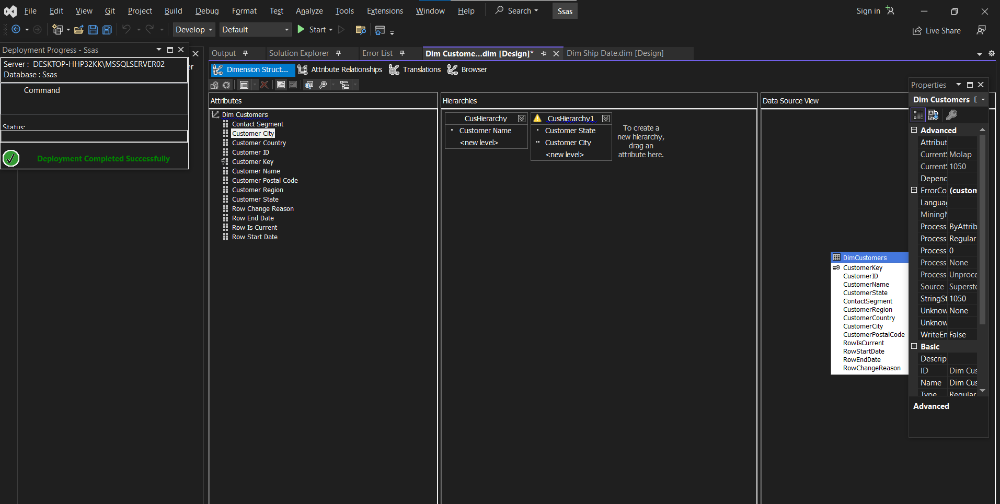 File Edit View Git Project Build Debug Format Test Analyze Tools Extensions Window Help Search Ssas Sign in
Develop Default Start Live Share
Deployment Progress - Ssas
Server : DESKTOP-HHP32KK\MSSQLSERVER02
Database : Ssas
Command
Status:
Deployment Completed Successfully
er
Output Solution Explorer Error List Dim Custome...dim [Design]* Dim Ship Date.dim [Design]
Dimension Struct... Attribute Relationships Translations Browser
Attributes
Dim Customers
Contact Segment
Customer City
Customer Country
Customer ID
Customer Key
Customer Name
Customer Postal Code
Customer Region
Customer State
Row Change Reason
Row End Date
Row Is Current
Row Start Date
Hierarchies
CusHierarchy
Customer Name
<new level>
CusHierarchy1
Customer State
Customer City
<new level>
To create a
new hierarchy,
drag an
attribute here.
Data Source View
DimCustomers
CustomerKey
CustomerID
CustomerName
CustomerState
ContactSegment
CustomerRegion
CustomerCountry
CustomerCity
CustomerPostalCode
RowIsCurrent
RowStartDate
RowEndDate
RowChangeReason
Properties
Dim Customers
Advanced
Attribut
Current Molap
Current 1050
Depend
ErrorCo (custom
Langua
Mining
Process ByAttrib
Process Regular
Process 0
Process None
Process Unproce
Source Supersto
StringSt 1050
Unknow None
Unknow
WriteEn False
Basic
Descrip
ID Dim Cus
Name Dim Cus
Type Regular
Advanced